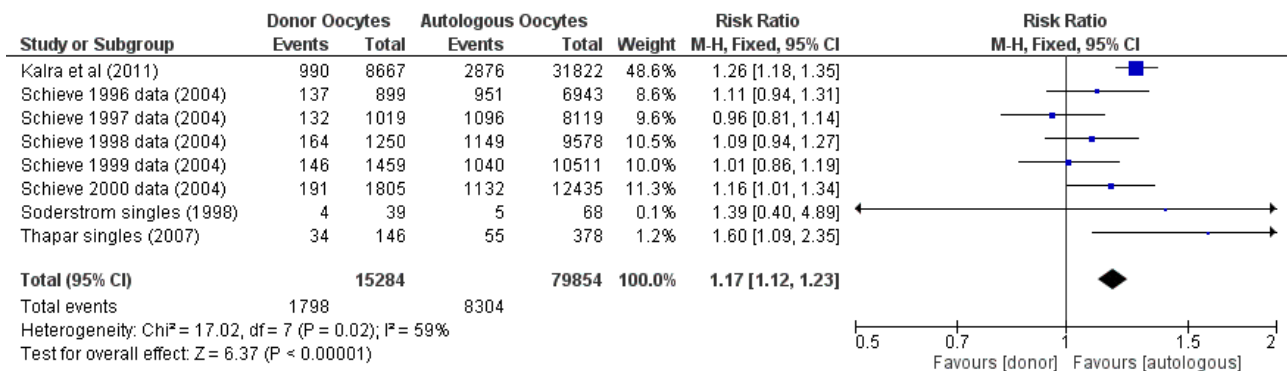 Donor Oocytes Autologous Oocytes Risk Ratio Risk Ratio
Study or Subgroup Events Total Events Total Weight M-H, Fixed, 95% CI M-H, Fixed, 95% CI
Kalra et al (2011) 990 8667 2876 31822 48.6% 1.26 [1.18, 1.35]
Schieve 1996 data (2004) 137 899 951 6943 8.6% 1.11 [0.94, 1.31]
Schieve 1997 data (2004) 132 1019 1096 8119 9.6% 0.96 [0.81, 1.14]
Schieve 1998 data (2004) 164 1250 1149 9578 10.5% 1.09 [0.94, 1.27]
Schieve 1999 data (2004) 146 1459 1040 10511 10.0% 1.01 [0.86, 1.19]
Schieve 2000 data (2004) 191 1805 1132 12435 11.3% 1.16 [1.01, 1.34]
Soderstrom singles (1998) 4 39 5 68 0.1% 1.39 [0.40, 4.89]
Thapar singles (2007) 34 146 55 378 1.2% 1.60 [1.09, 2.35]
Total (95% CI) 15284 79854 100.0% 1.17 [1.12, 1.23]
Total events 1798 8304
Heterogeneity: Chi² = 17.02, df = 7 (P = 0.02); I² = 59%
Test for overall effect: Z = 6.37 (P < 0.00001)
0.5 0.7 1 1.5 2
Favours [donor] Favours [autologous]